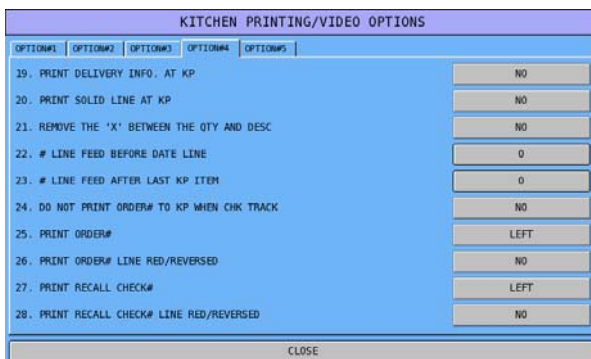 KITCHEN PRINTING/VIDEO OPTIONS
OPTION#1 OPTION#2 OPTION#3 OPTION#4 OPTION#5
19. PRINT DELIVERY INFO. AT KP NO
20. PRINT SOLID LINE AT KP NO
21. REMOVE THE 'X' BETWEEN THE QTY AND DESC NO
22. # LINE FEED BEFORE DATE LINE 0
23. # LINE FEED AFTER LAST KP ITEM 0
24. DO NOT PRINT ORDER# TO KP WHEN CHK TRACK NO
25. PRINT ORDER# LEFT
26. PRINT ORDER# LINE RED/REVERSED NO
27. PRINT RECALL CHECK# LEFT
28. PRINT RECALL CHECK# LINE RED/REVERSED NO
CLOSE